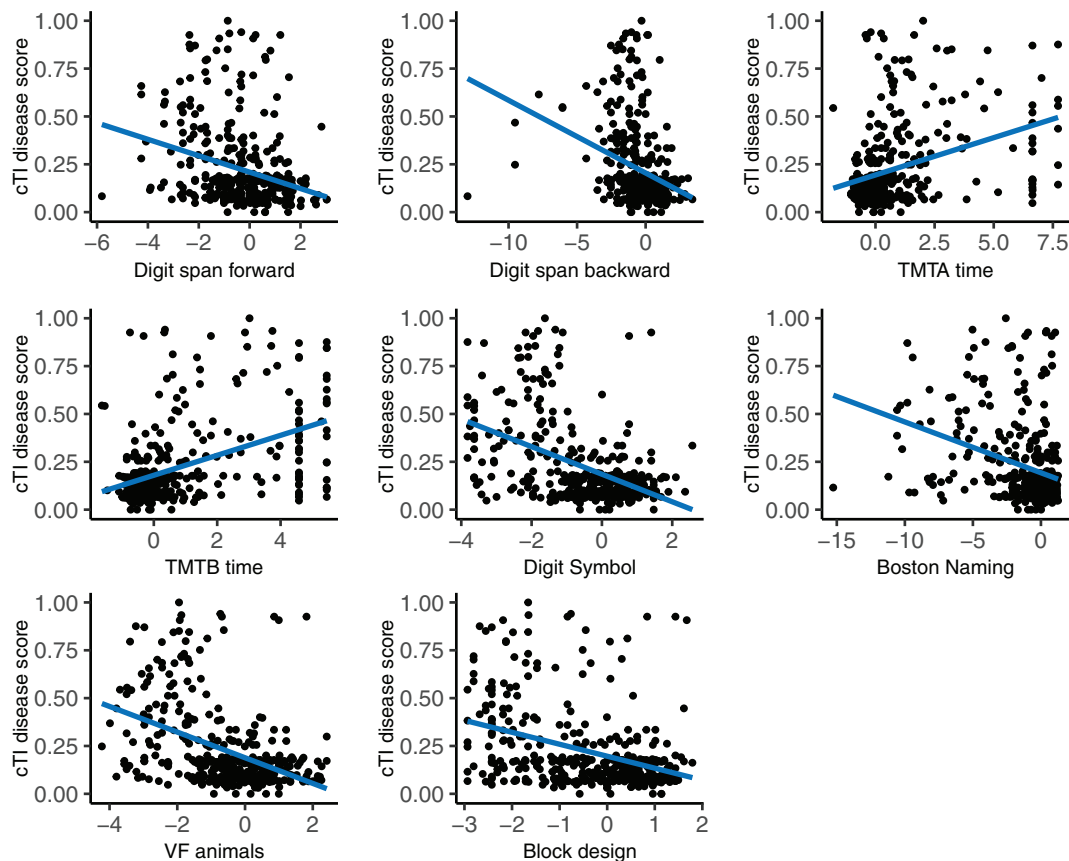 1.00
0.75
0.50
0.25
0.00
cTI disease score
−6 −4 −2 0 2
Digit span forward
1.00
0.75
0.50
0.25
0.00
cTI disease score
−10 −5 0
Digit span backward
1.00
0.75
0.50
0.25
0.00
cTI disease score
0.0 2.5 5.0 7.5
TMTA time
1.00
0.75
0.50
0.25
0.00
cTI disease score
0 2 4
TMTB time
1.00
0.75
0.50
0.25
0.00
cTI disease score
−4 −2 0 2
Digit Symbol
1.00
0.75
0.50
0.25
0.00
cTI disease score
−15 −10 −5 0
Boston Naming
1.00
0.75
0.50
0.25
0.00
cTI disease score
−4 −2 0 2
VF animals
1.00
0.75
0.50
0.25
0.00
cTI disease score
−3 −2 −1 0 1 2
Block design